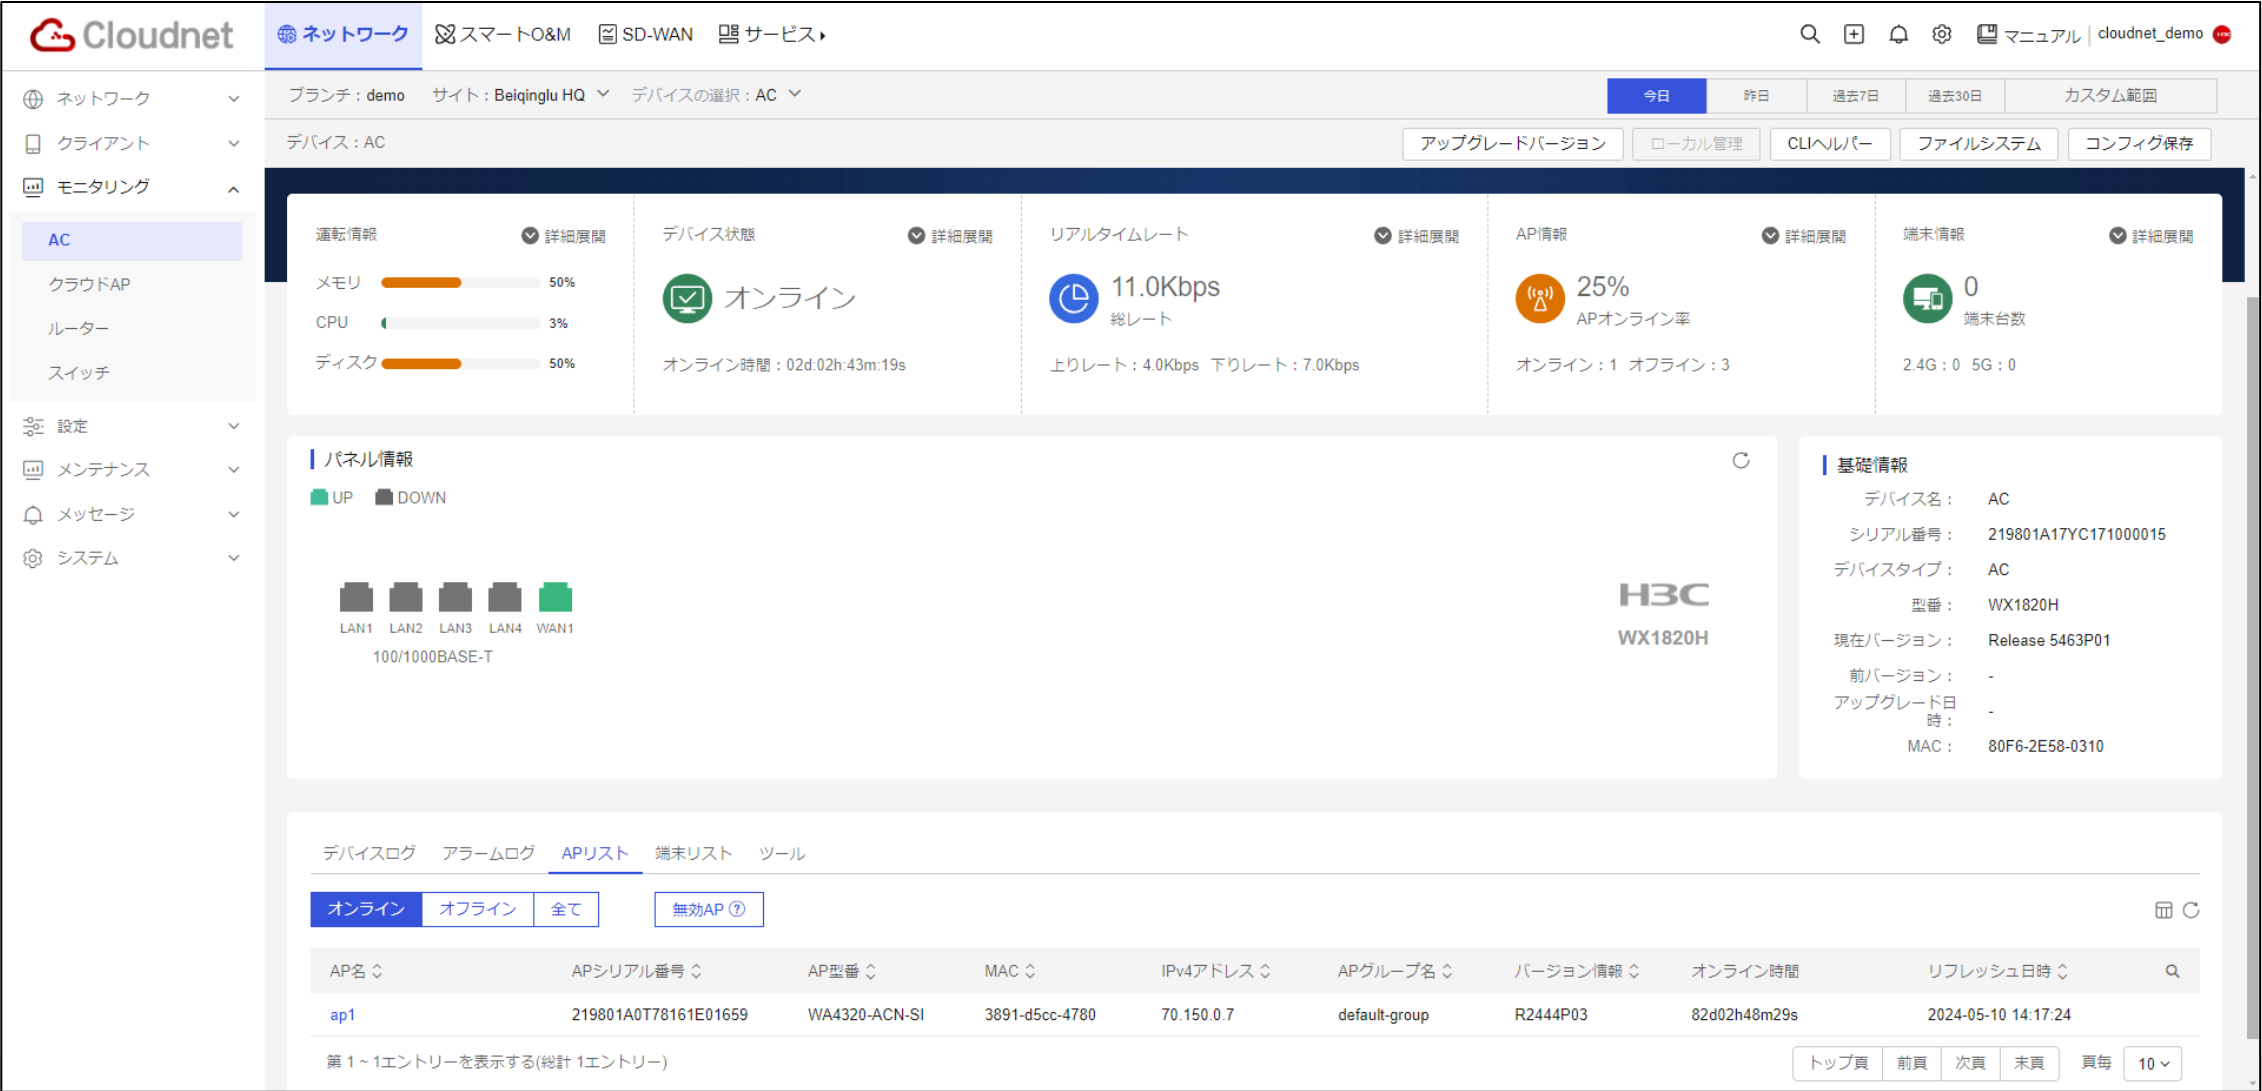 Cloudnet ネットワーク スマートO&M SD-WAN サービス マニュアル cloudnet_demo H3C
ネットワーク ブランチ：demo サイト：Beiqinglu HQ デバイスの選択：AC 今日 昨日 過去7日 過去30日 カスタム範囲
クライアント デバイス：AC アップグレードバージョン ローカル管理 CLIヘルパー ファイルシステム コンフィグ保存
モニタリング
AC
クラウドAP
ルーター
スイッチ
設定
メンテナンス
メッセージ
システム
運転情報 詳細展開
メモリ 50%
CPU 3%
ディスク 50%
デバイス状態 詳細展開
オンライン
オンライン時間：02d:02h:43m:19s
リアルタイムレート 詳細展開
11.0Kbps
総レート
上りレート：4.0Kbps 下りレート：7.0Kbps
AP情報 詳細展開
25%
APオンライン率
オンライン：1 オフライン：3
端末情報 詳細展開
0
端末台数
2.4G：0 5G：0
パネル情報
UP DOWN
LAN1 LAN2 LAN3 LAN4 WAN1
100/1000BASE-T
H3C
WX1820H
基礎情報
デバイス名： AC
シリアル番号： 219801A17YC171000015
デバイスタイプ： AC
型番： WX1820H
現在バージョン： Release 5463P01
前バージョン： -
アップグレード日時： -
MAC： 80F6-2E58-0310
デバイスログ アラームログ APリスト 端末リスト ツール
オンライン オフライン 全て 無効AP ?
AP名 APシリアル番号 AP型番 MAC IPv4アドレス APグループ名 バージョン情報 オンライン時間 リフレッシュ日時
ap1 219801A0T78161E01659 WA4320-ACN-SI 3891-d5cc-4780 70.150.0.7 default-group R2444P03 82d02h48m29s 2024-05-10 14:17:24
第 1 ~ 1エントリーを表示する(総計 1エントリー) トップ頁 前頁 次頁 末頁 頁毎 10